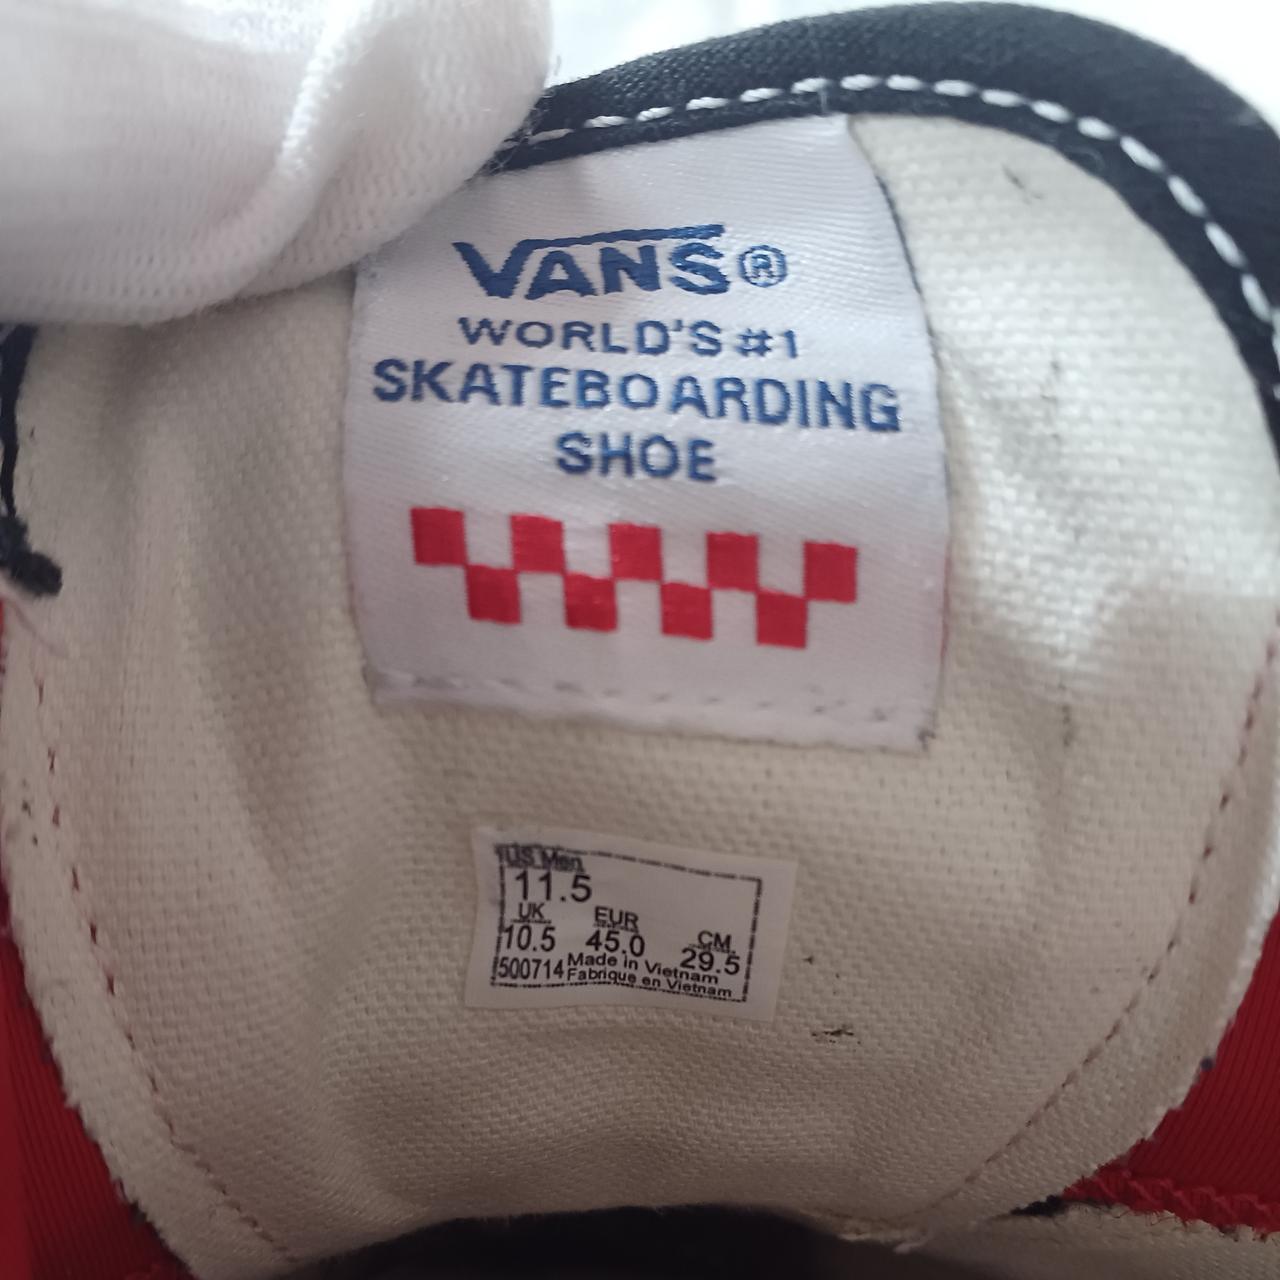 VANS®
WORLD'S #1
SKATEBOARDING
SHOE
US Men
11.5
UK EUR CM
10.5 45.0 29.5
500714 Made in Vietnam
Fabrique en Vietnam